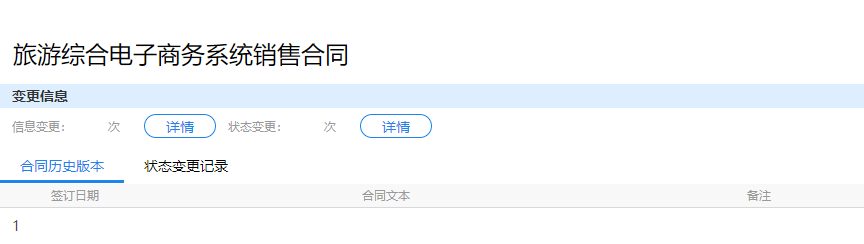 旅游综合电子商务系统销售合同
变更信息
信息变更： 次 详情 状态变更： 次 详情
合同历史版本 状态变更记录
签订日期 合同文本 备注
1